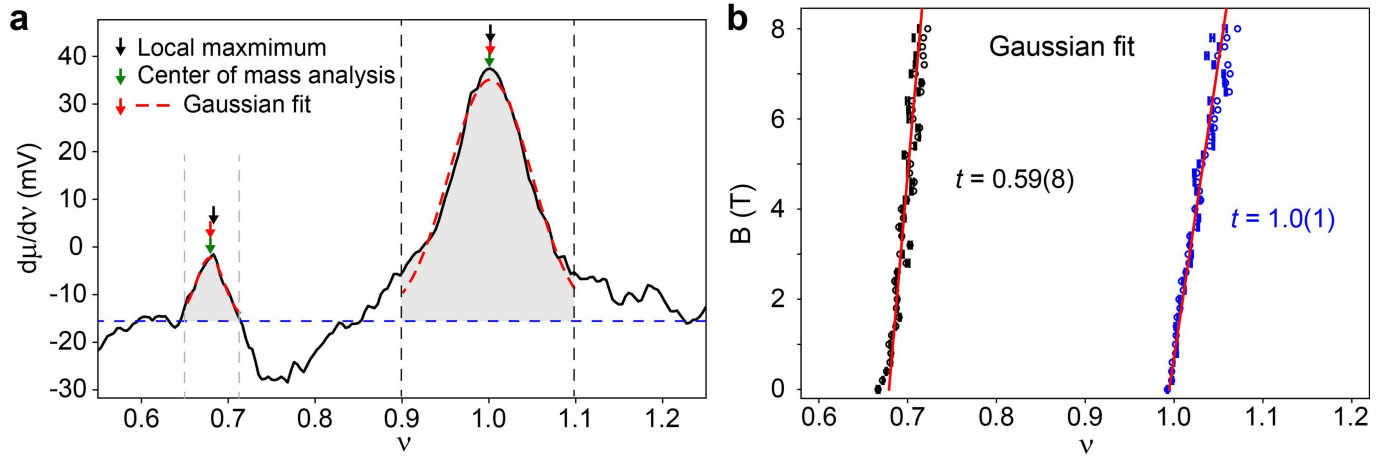 a
Local maxmimum
Center of mass analysis
Gaussian fit
40
30
20
10
0
-10
-20
-30
dμ/dν (mV)
0.6 0.7 0.8 0.9 1.0 1.1 1.2
ν
b
Gaussian fit
t = 0.59(8)
t = 1.0(1)
8
6
4
2
0
B (T)
0.6 0.7 0.8 0.9 1.0 1.1 1.2
ν